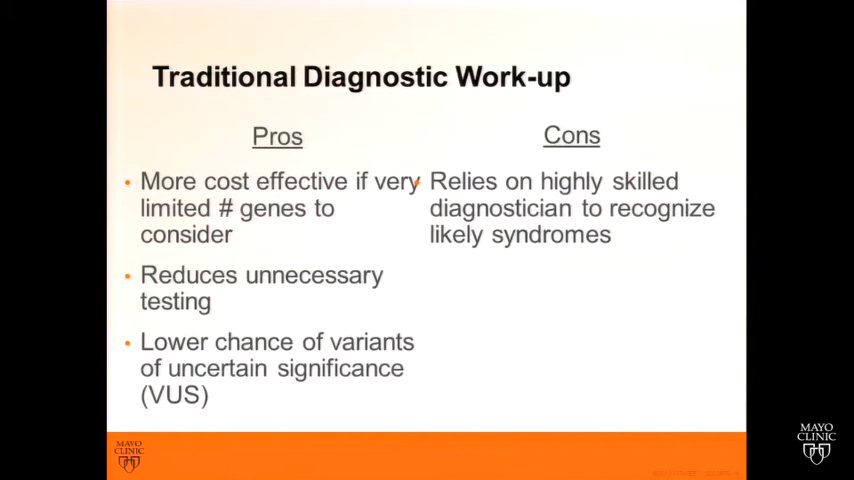 Traditional Diagnostic Work-up
Pros
• More cost effective if very
limited # genes to
consider
• Reduces unnecessary
testing
• Lower chance of variants
of uncertain significance
(VUS)
Cons
• Relies on highly skilled
diagnostician to recognize
likely syndromes
MAYO
CLINIC
MAYO
CLINIC